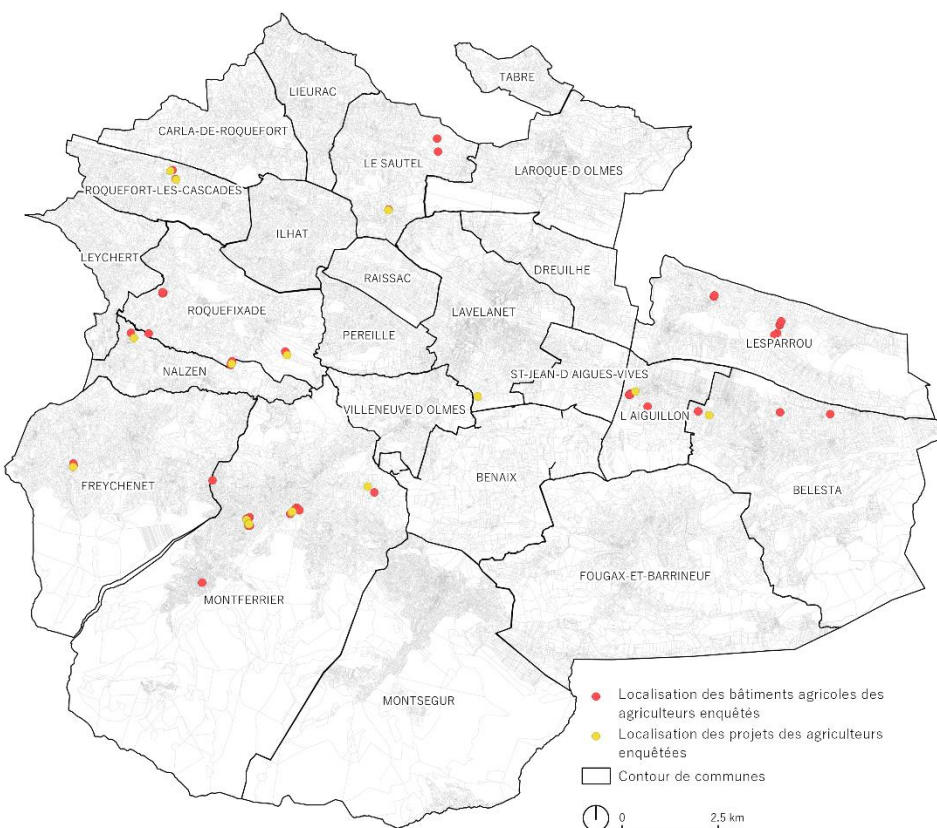 TABRE
LIEURAC
CARLA-DE-ROQUEFORT
LE SAUTEL
LAROQUE-D OLMES
ROQUEFORT-LES-CASCADES
ILHAT
LEYCHERT
DREUILHE
RAISSAC
ROQUEFIXADE
LAVELANET
PEREILLE
LESPARROU
NALZEN
ST-JEAN-D AIGUES-VIVES
VILLENEUVE D OLMES
L AIGUILLON
BENAIX
FREYCHENET
BELESTA
FOUGAX-ET-BARRINEUF
MONTFERRIER
MONTSEGUR
Localisation des bâtiments agricoles des
agriculteurs enquêtés
Localisation des projets des agriculteurs
enquêtées
Contour de communes
0 2.5 km